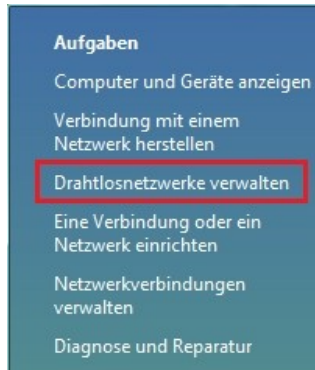 Aufgaben
Computer und Geräte anzeigen
Verbindung mit einem
Netzwerk herstellen
Drahtlosnetzwerke verwalten
Eine Verbindung oder ein
Netzwerk einrichten
Netzwerkverbindungen
verwalten
Diagnose und Reparatur